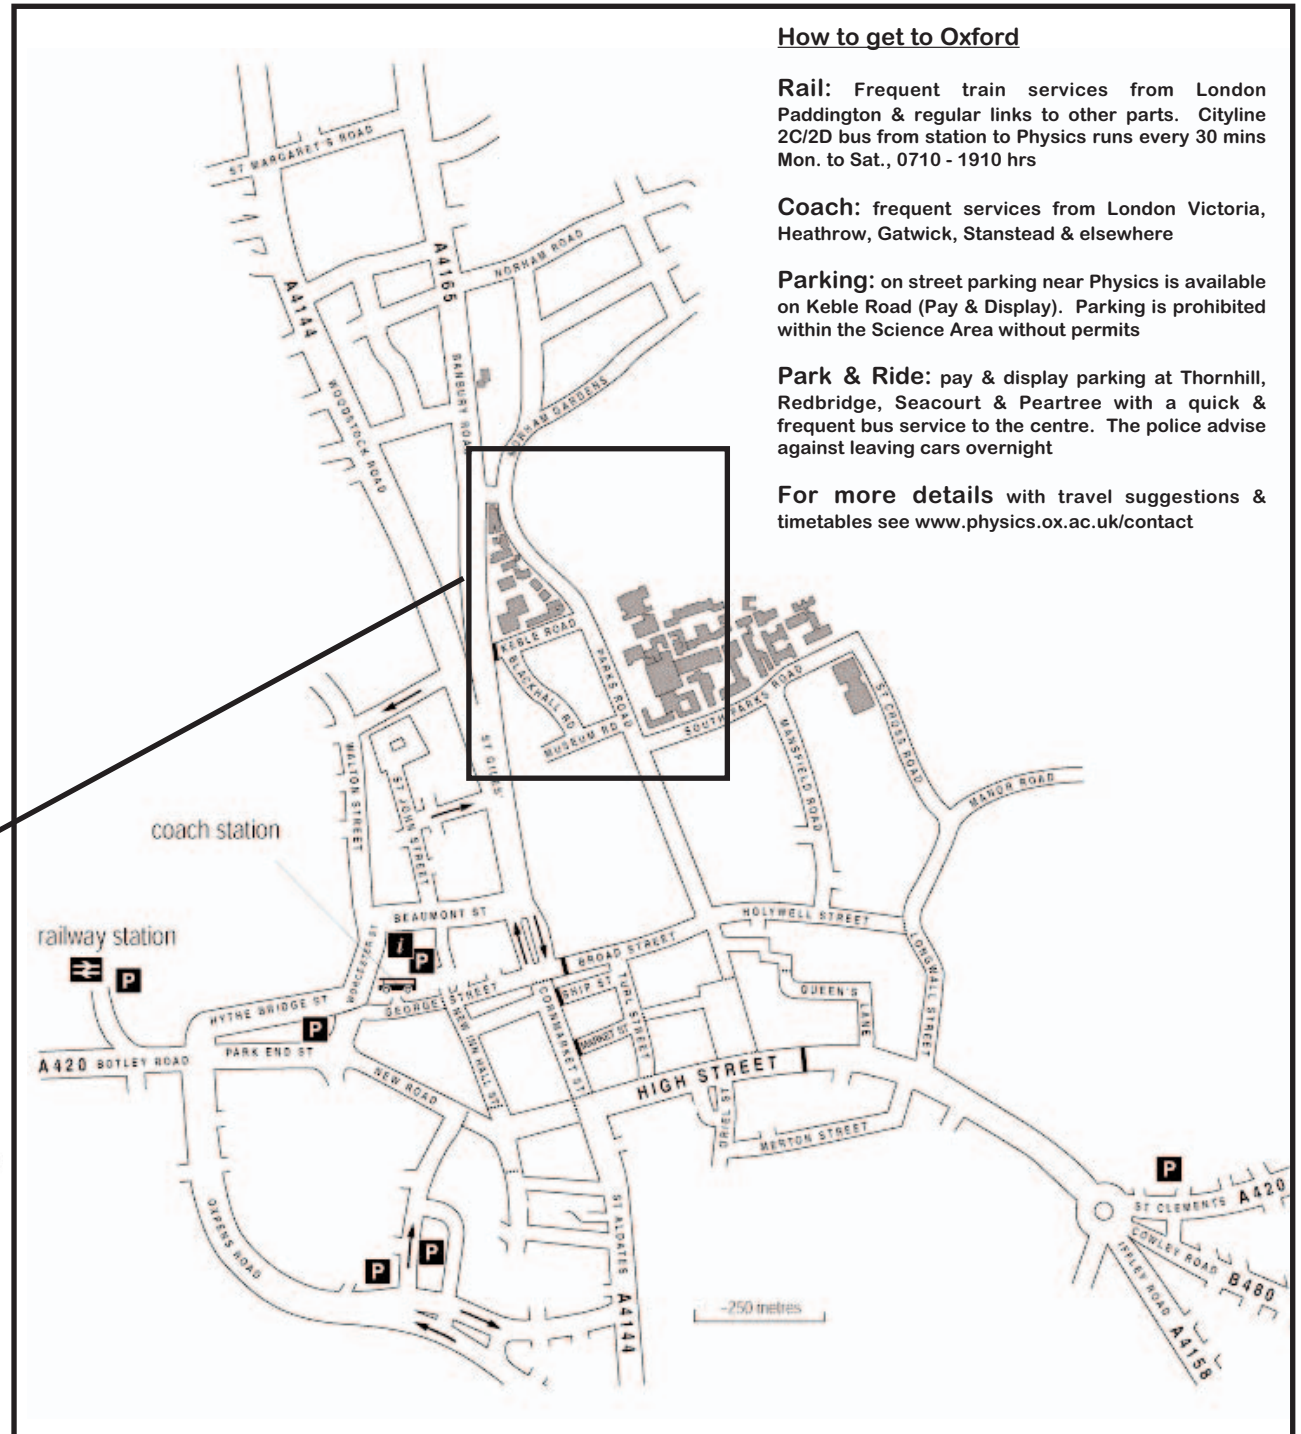 How to get to Oxford
Rail: Frequent train services from London
Paddington & regular links to other parts. Cityline
2C/2D bus from station to Physics runs every 30 mins
Mon. to Sat., 0710 - 1910 hrs
Coach: frequent services from London Victoria,
Heathrow, Gatwick, Stanstead & elsewhere
Parking: on street parking near Physics is available
on Keble Road (Pay & Display). Parking is prohibited
within the Science Area without permits
Park & Ride: pay & display parking at Thornhill,
Redbridge, Seacourt & Peartree with a quick &
frequent bus service to the centre. The police advise
against leaving cars overnight
For more details with travel suggestions &
timetables see www.physics.ox.ac.uk/contact
ST MARGARET'S ROAD
A4144
A4165
NORHAM ROAD
WOODSTOCK ROAD
BANBURY ROAD
NORHAM GARDENS
KEBLE ROAD
BLACKHALL RD
PARKS ROAD
MUSEUM RD
SOUTH PARKS ROAD
MANSFIELD ROAD
ST CROSS ROAD
MANOR ROAD
WALTON STREET
ST JOHN STREET
ST GILES'
coach station
BEAUMONT ST
HOLYWELL STREET
LONGWALL STREET
railway station
P
i
P
WORCESTER ST
BROAD STREET
SHIP ST
TURL STREET
QUEEN'S
LANE
HYTHE BRIDGE ST
GEORGE STREET
NEW INN HALL ST
CORNMARKET ST
MARKET ST
P
A420 BOTLEY ROAD
PARK END ST
NEW ROAD
HIGH STREET
ORIEL ST
MERTON STREET
OXPENS ROAD
P
P
ST ALDATES
A4144
~250 metres
P
ST CLEMENTS A420
COWLEY ROAD B480
IFFLEY ROAD A4158